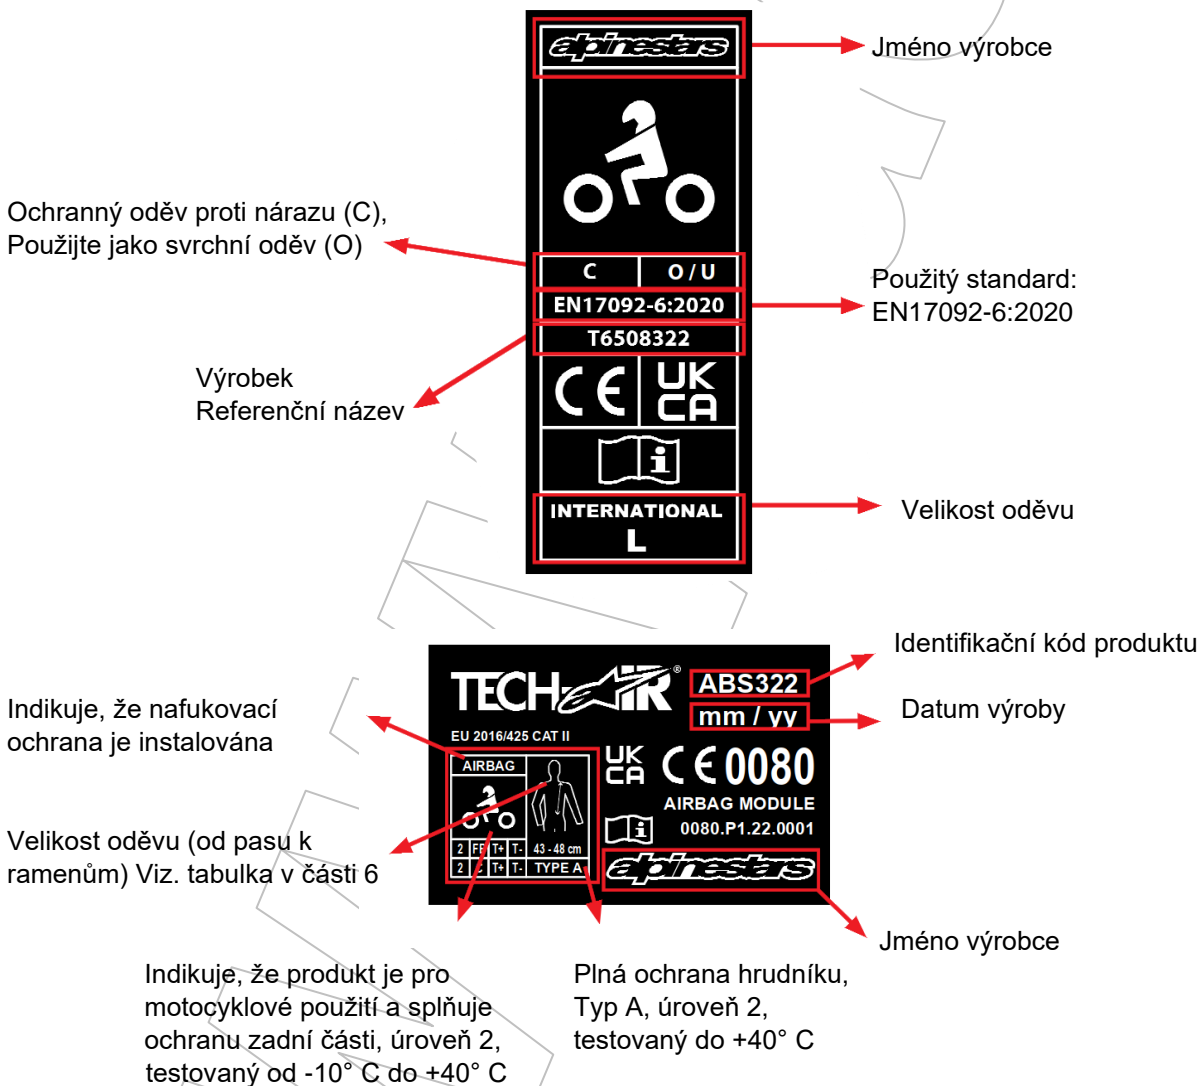 alpinestars
Jméno výrobce
Ochranný oděv proti nárazu (C),
Použijte jako svrchní oděv (O)
C
O / U
EN17092-6:2020
Použitý standard:
EN17092-6:2020
T6508322
Výrobek
Referenční název
CE
UK
CA
i
INTERNATIONAL
L
Velikost oděvu
Identifikační kód produktu
TECH-AIR®
ABS322
mm / yy
Datum výroby
Indikuje, že nafukovací
ochrana je instalována
EU 2016/425 CAT II
AIRBAG
UK
CA
CE 0080
AIRBAG MODULE
i
0080.P1.22.0001
Velikost oděvu (od pasu k
ramenům) Viz. tabulka v části 6
2 FB T+ T- 43 - 48 cm
2 C T+ T- TYPE A
alpinestars
Jméno výrobce
Indikuje, že produkt je pro
motocyklové použití a splňuje
ochranu zadní části, úroveň 2,
testovaný od -10° C do +40° C
Plná ochrana hrudníku,
Typ A, úroveň 2,
testovaný do +40° C